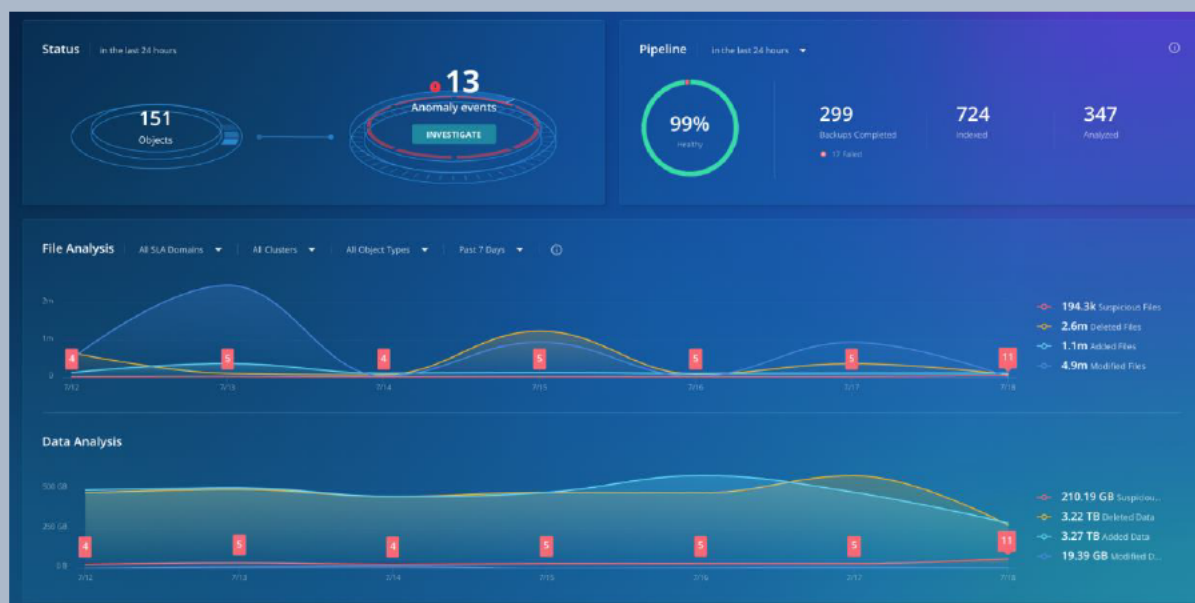 Status in the last 24 hours
13
Anomaly events
INVESTIGATE
151
Objects
Pipeline in the last 24 hours
99%
Healthy
299
Backups Completed
17 Failed
724
Indexed
347
Analyzed
File Analysis All SLA Domains All Clusters All Object Types Past 7 Days
2m
1m
0
4 5 4 5 5 5 11
7/12 7/13 7/14 7/15 7/16 7/17 7/18
194.3k Suspicious Files
2.6m Deleted Files
1.1m Added Files
4.9m Modified Files
Data Analysis
500 GB
250 GB
0 B
4 5 4 5 5 5 11
7/12 7/13 7/14 7/15 7/16 7/17 7/18
210.19 GB Suspiciou...
3.22 TB Deleted Data
3.27 TB Added Data
19.39 GB Modified D...